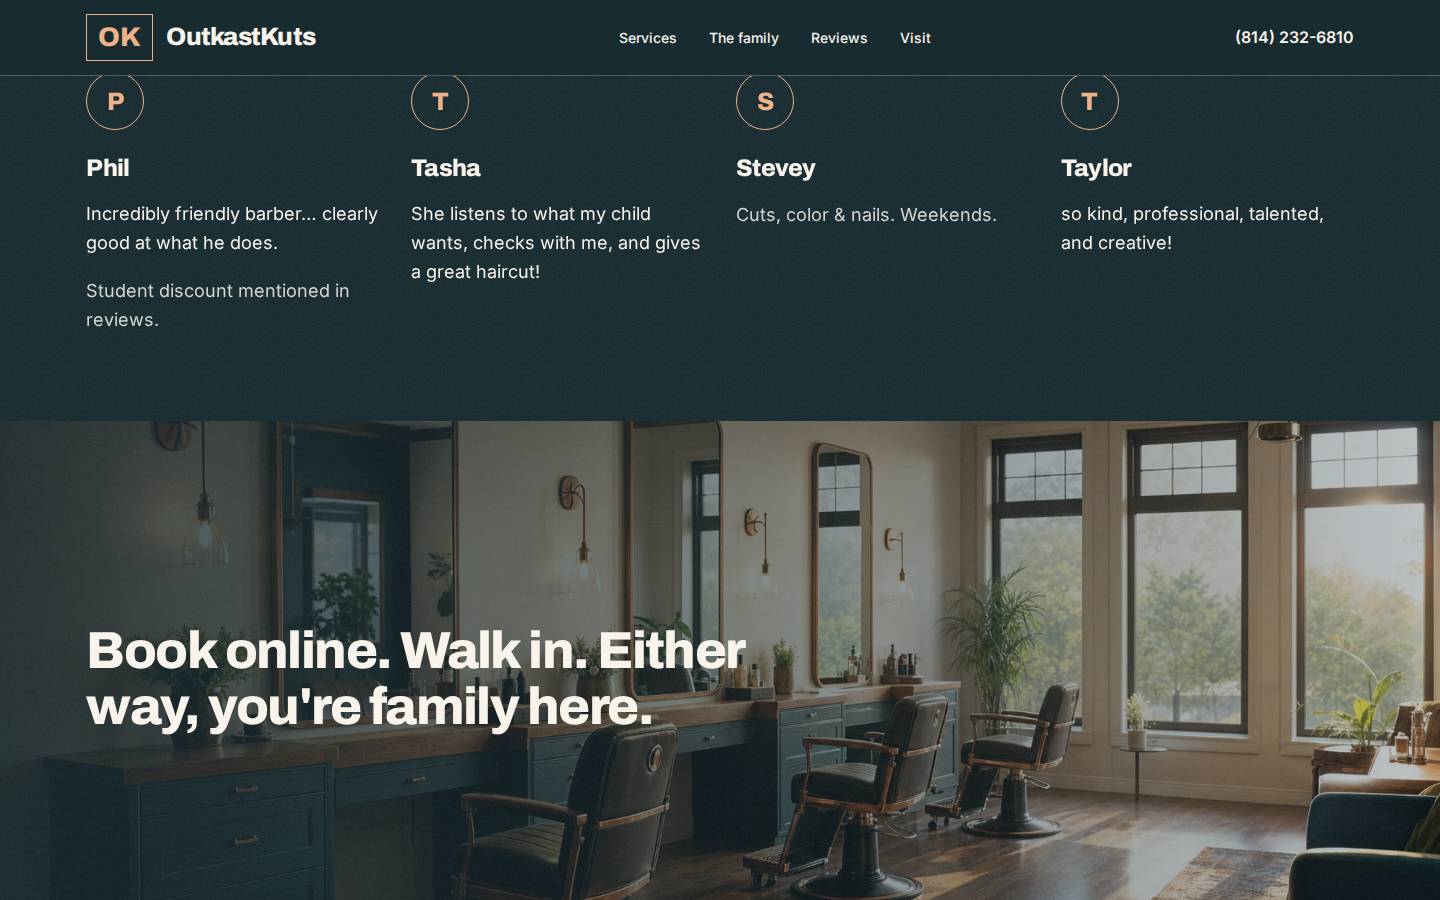 OK OutkastKuts Services The family Reviews Visit (814) 232-6810
P T S T
Phil
Incredibly friendly barber... clearly
good at what he does.
Student discount mentioned in
reviews.
Tasha
She listens to what my child
wants, checks with me, and gives
a great haircut!
Stevey
Cuts, color & nails. Weekends.
Taylor
so kind, professional, talented,
and creative!
Book online. Walk in. Either
way, you're family here.